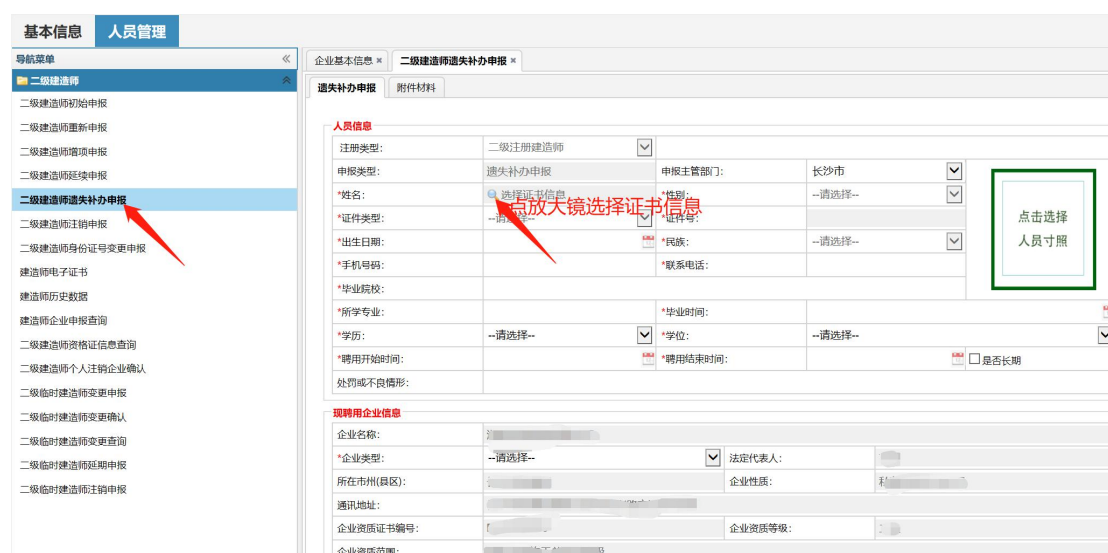 基本信息 人员管理
导航菜单
二级建造师
二级建造师初始申报
二级建造师重新申报
二级建造师增项申报
二级建造师延续申报
二级建造师遗失补办申报
二级建造师注销申报
二级建造师身份证号变更申报
建造师电子证书
建造师历史数据
建造师企业申报查询
二级建造师资格证信息查询
二级建造师个人注销企业确认
二级临时建造师变更申报
二级临时建造师变更确认
二级临时建造师变更查询
二级临时建造师延期申报
二级临时建造师注销申报
企业基本信息 二级建造师遗失补办申报
遗失补办申报 附件材料
人员信息
注册类型: 二级注册建造师
申报类型: 遗失补办申报 申报主管部门: 长沙市
*姓名: 选择证书信息 *性别: --请选择--
点放大镜选择证书信息
*证件类型: --请选择-- *证件号:
*出生日期: *民族: --请选择--
*手机号码: *联系电话:
点击选择
人员寸照
*毕业院校:
*所学专业: *毕业时间:
*学历: --请选择-- *学位: --请选择--
*聘用开始时间: *聘用结束时间: 是否长期
处罚或不良情形:
现聘用企业信息
企业名称:
*企业类型: --请选择-- 法定代表人:
所在市州(县区): 企业性质:
通讯地址:
企业资质证书编号: 企业资质等级:
企业资质范围: